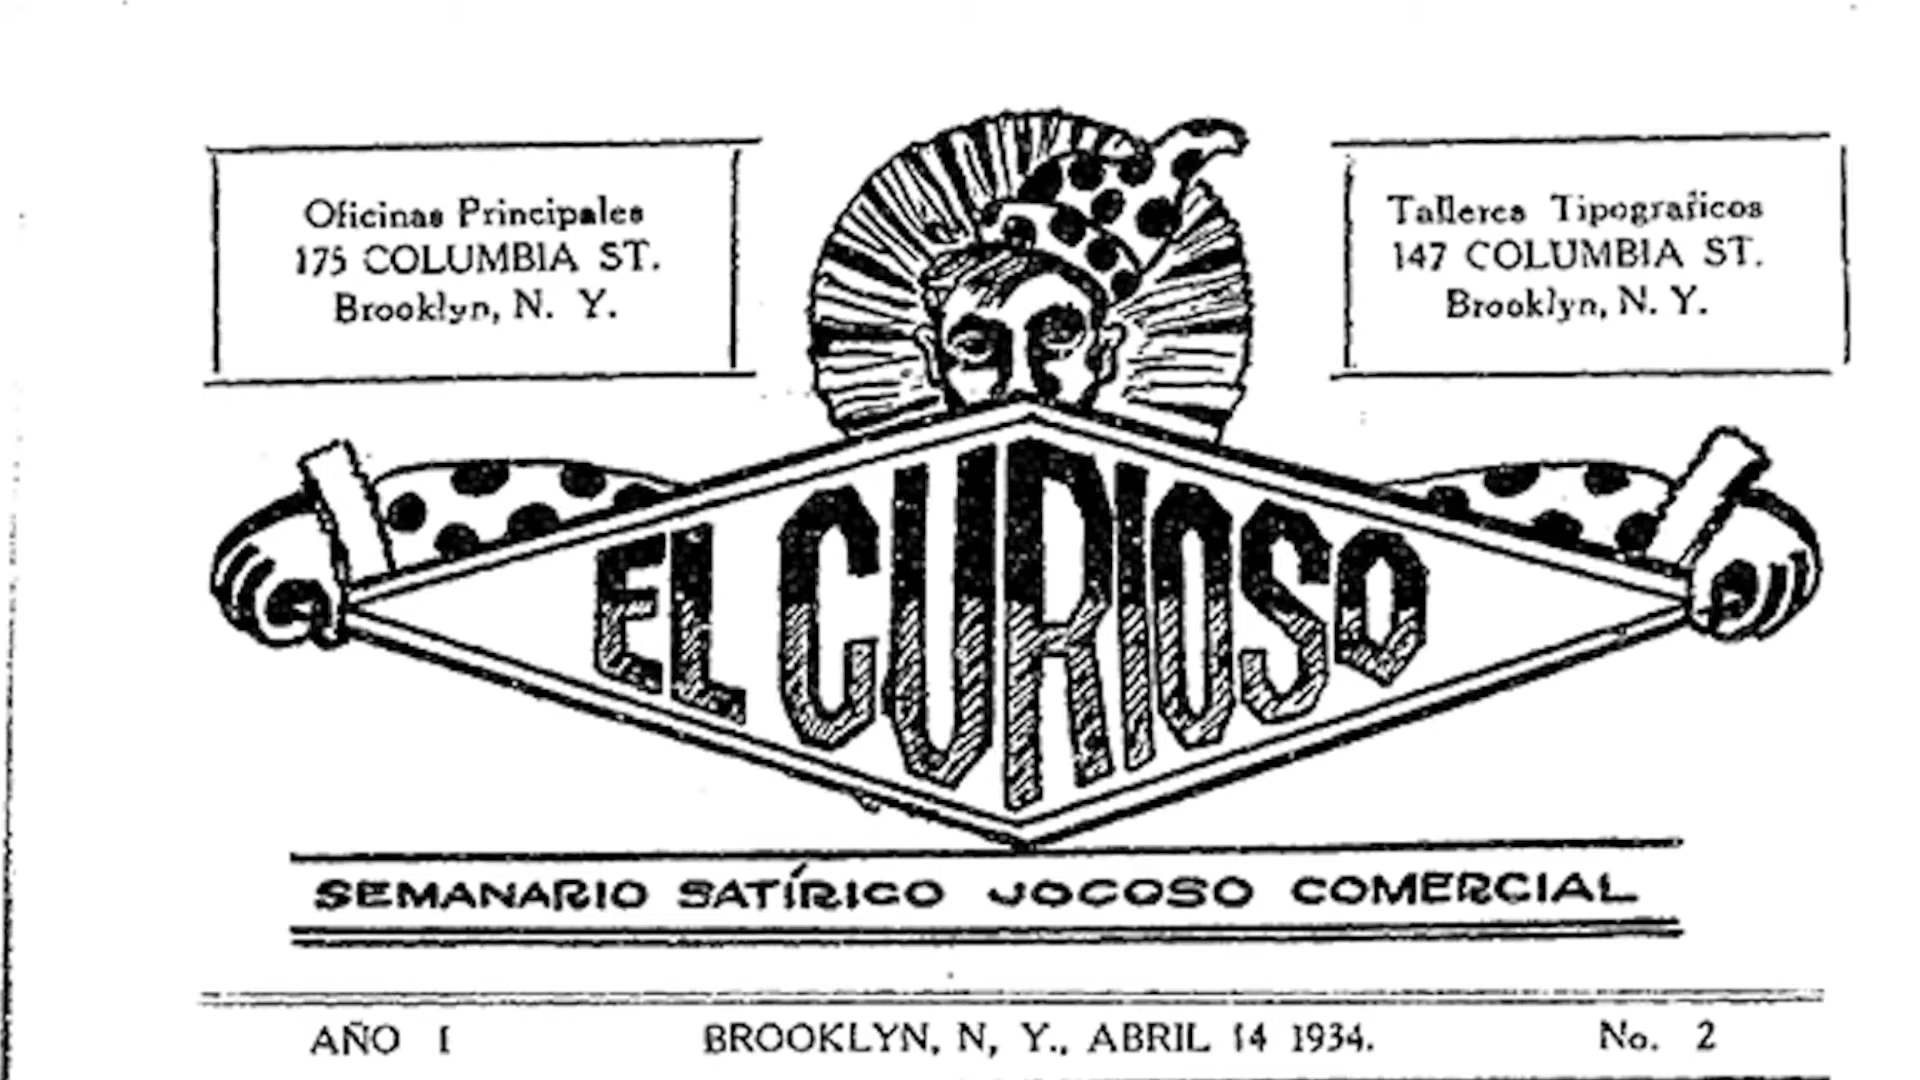 Oficinas Principales
175 COLUMBIA ST.
Brooklyn, N. Y.
Talleres Tipograficos
147 COLUMBIA ST.
Brooklyn, N. Y.
EL CURIOSO
SEMANARIO SATÍRICO JOCOSO COMERCIAL
AÑO I BROOKLYN, N, Y., ABRIL 14 1934. No. 2